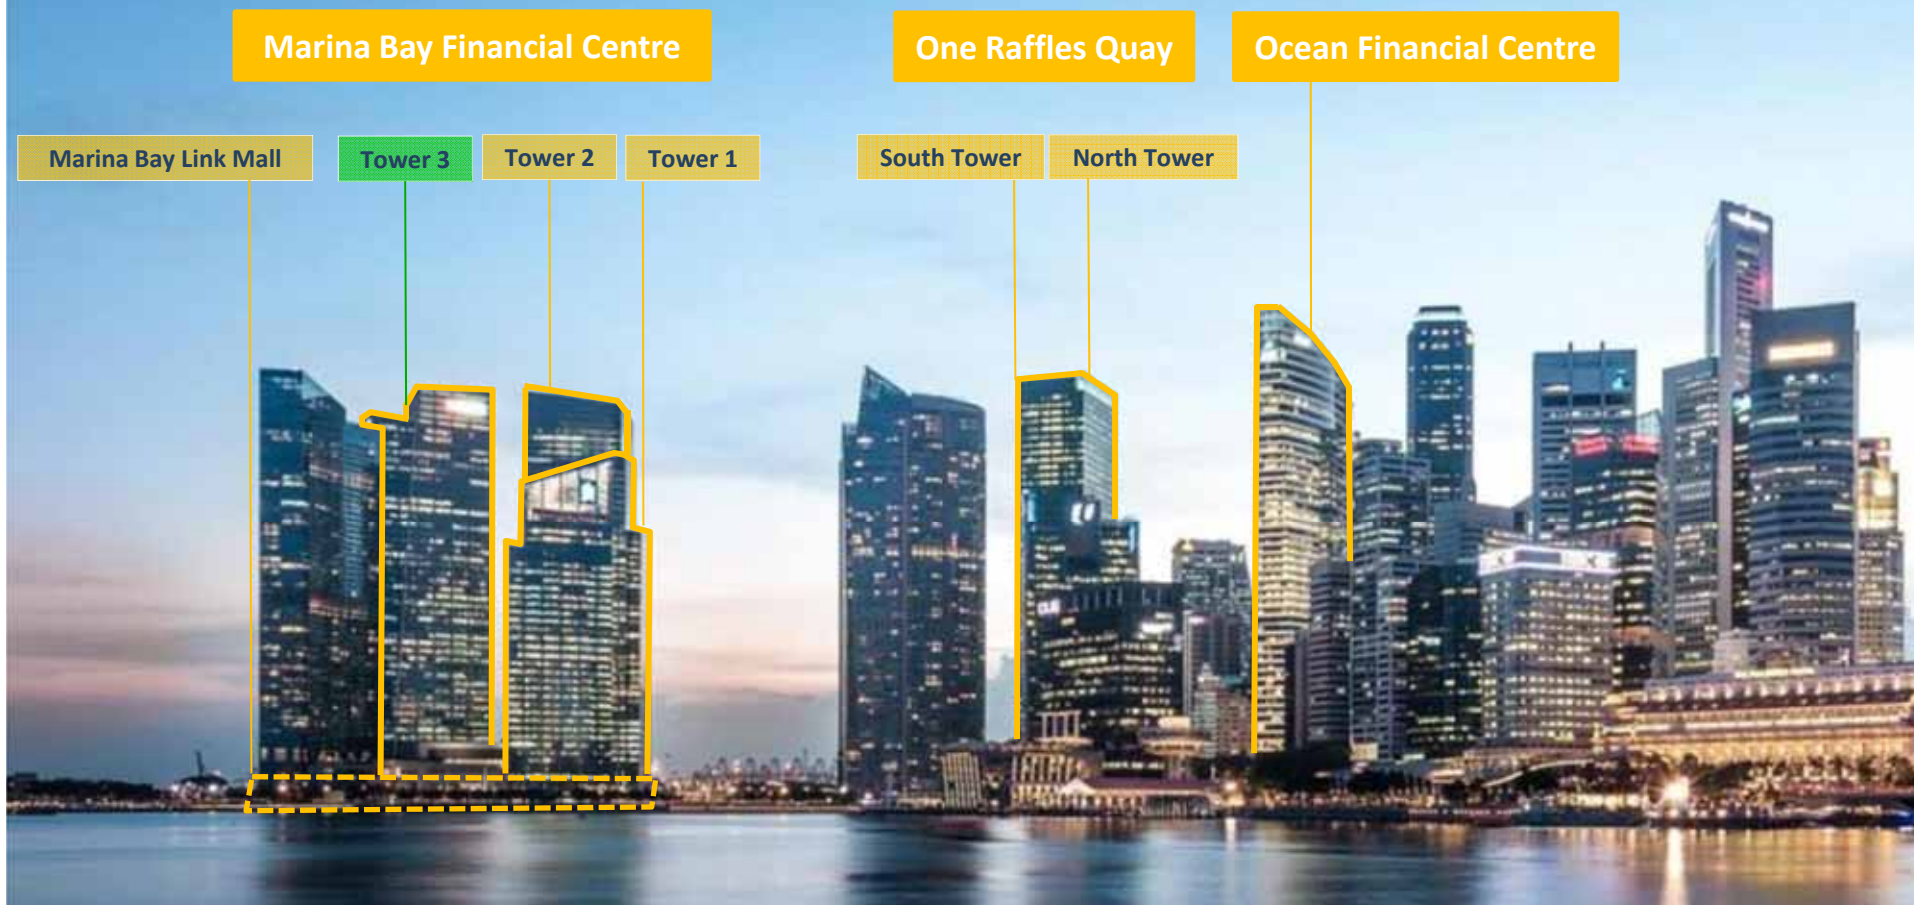 Marina Bay Financial Centre
One Raffles Quay
Ocean Financial Centre
Marina Bay Link Mall
Tower 3
Tower 2
Tower 1
South Tower
North Tower